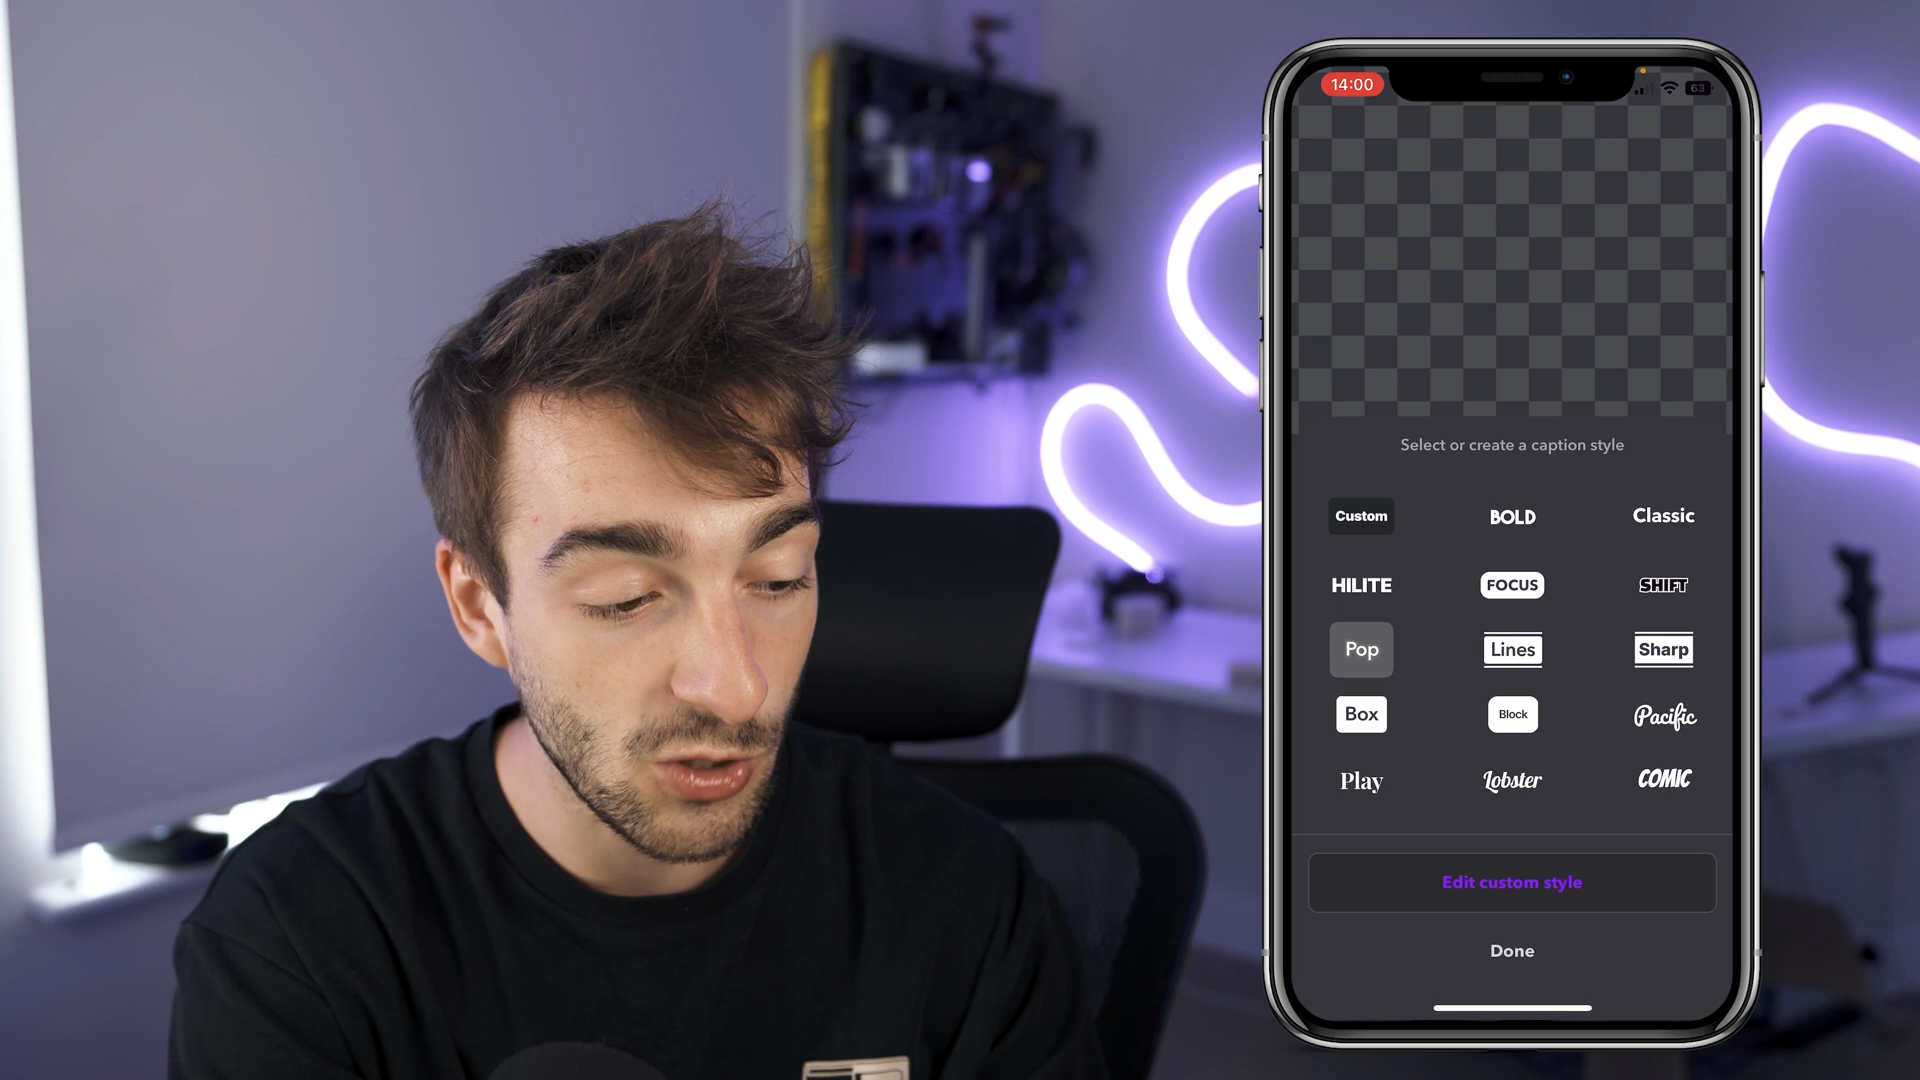 14:00
63
Select or create a caption style
Custom
BOLD
Classic
HILITE
FOCUS
SHIFT
Pop
Lines
Sharp
Box
Block
Pacific
Play
Lobster
COMIC
Edit custom style
Done